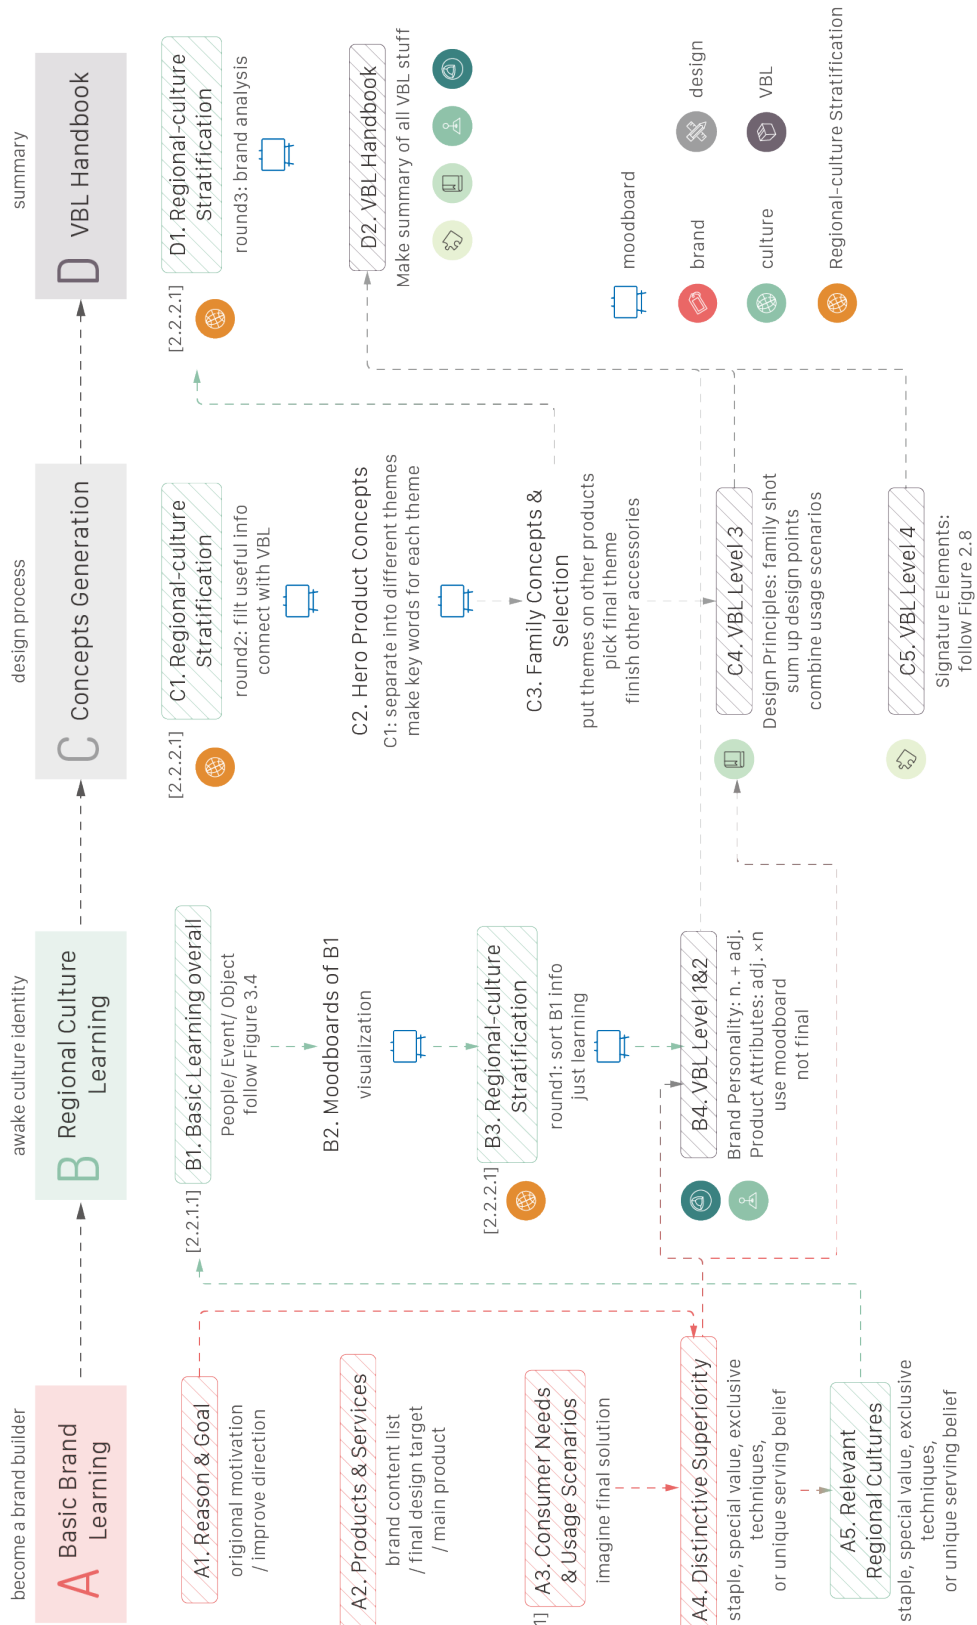 become a brand builder
A Basic Brand
Learning
A1. Reason & Goal
origional motivation
/ improve direction
A2. Products & Services
brand content list
/ final design target
/ main product
A3. Consumer Needs
& Usage Scenarios
imagine final solution
A4. Distinctive Superiority
staple, special value, exclusive
techniques,
or unique serving belief
A5. Relevant
Regional Cultures
staple, special value, exclusive
techniques,
or unique serving belief
awake culture identity
B Regional Culture
Learning
[2.2.1.1]
B1. Basic Learning overall
People/ Event/ Object
follow Figure 3.4
B2. Moodboards of B1
visualization
[2.2.2.1]
B3. Regional-culture
Stratification
round1: sort B1 info
just learning
B4. VBL Level 1&2
Brand Personality: n. + adj.
Product Attributes: adj. ×n
use moodboard
not final
design process
C Concepts Generation
[2.2.2.1]
C1. Regional-culture
Stratification
round2: filt useful info
connect with VBL
C2. Hero Product Concepts
C1: separate into different themes
make key words for each theme
C3. Family Concepts &
Selection
put themes on other products
pick final theme
finish other accessories
C4. VBL Level 3
Design Principles: family shot
sum up design points
combine usage scenarios
C5. VBL Level 4
Signature Elements:
follow Figure 2.8
summary
D VBL Handbook
[2.2.2.1]
D1. Regional-culture
Stratification
round3: brand analysis
D2. VBL Handbook
Make summary of all VBL stuff
moodboard
brand
design
culture
VBL
Regional-culture Stratification